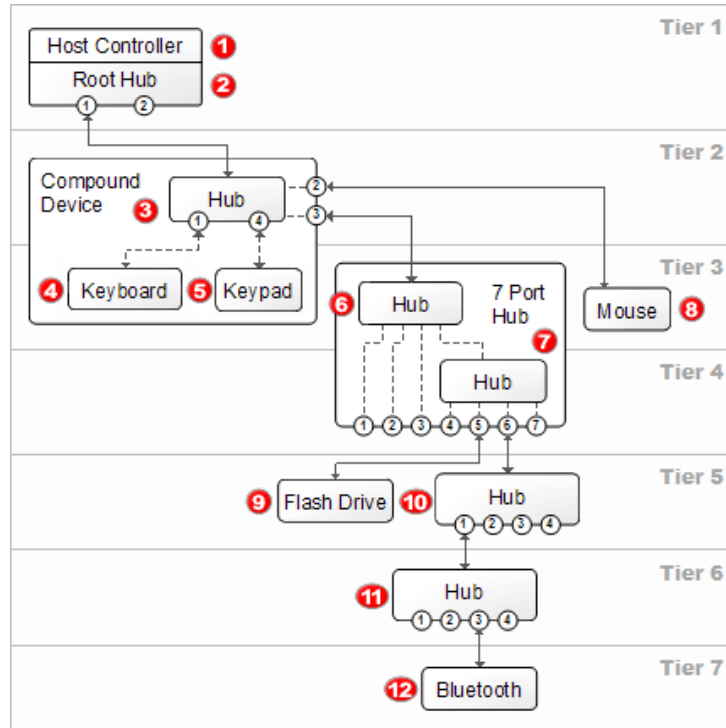 Tier 1
Host Controller 1
Root Hub 2
1 2
Tier 2
Compound
Device
3
Hub
2
3
1 4
Tier 3
4 Keyboard
5 Keypad
6 Hub
7 Port
Hub
7
Mouse 8
Tier 4
Hub
1 2 3 4 5 6 7
Tier 5
9 Flash Drive
10 Hub
1 2 3 4
Tier 6
11 Hub
1 2 3 4
Tier 7
12 Bluetooth